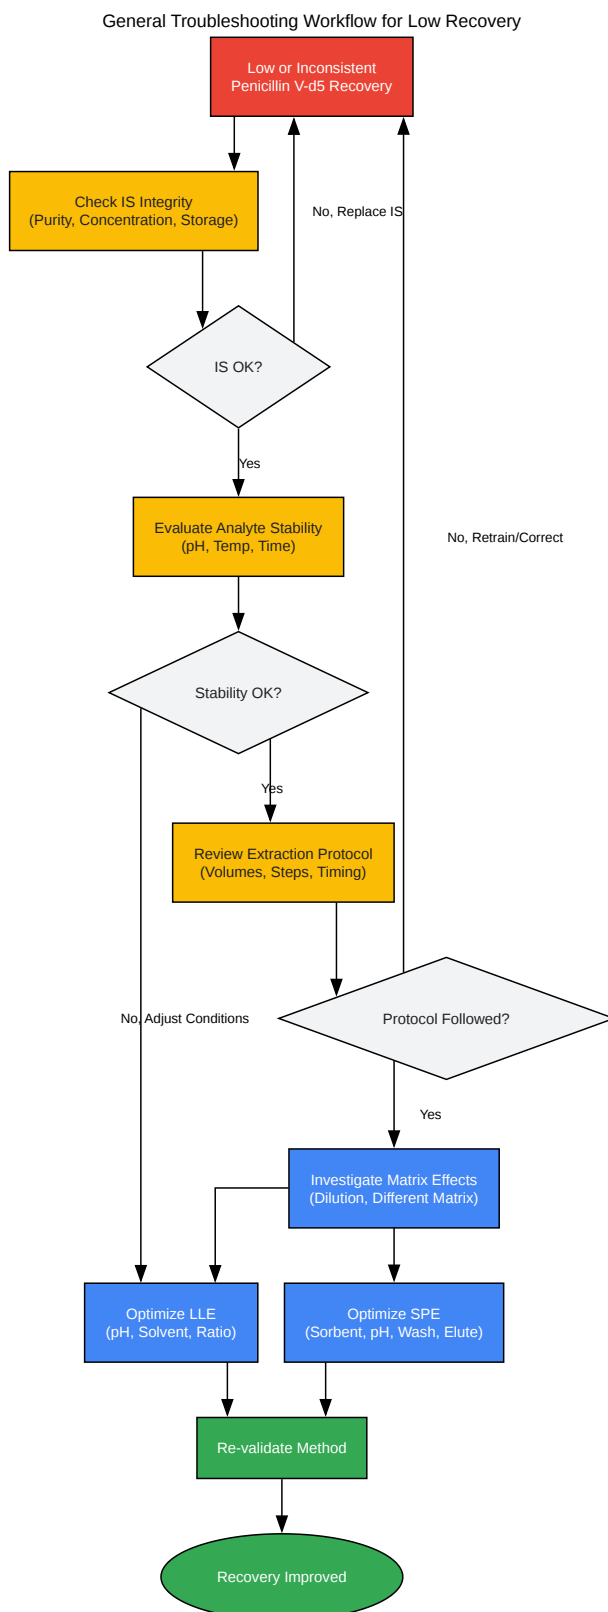 General Troubleshooting Workflow for Low Recovery
Low or Inconsistent
Penicillin V-d5 Recovery
Check IS Integrity
(Purity, Concentration, Storage)
No, Replace IS
IS OK?
Yes
Evaluate Analyte Stability
(pH, Temp, Time)
No, Retrain/Correct
Stability OK?
Yes
Review Extraction Protocol
(Volumes, Steps, Timing)
No, Adjust Conditions
Protocol Followed?
Yes
Investigate Matrix Effects
(Dilution, Different Matrix)
Optimize LLE
(pH, Solvent, Ratio)
Optimize SPE
(Sorbent, pH, Wash, Elute)
Re-validate Method
Recovery Improved